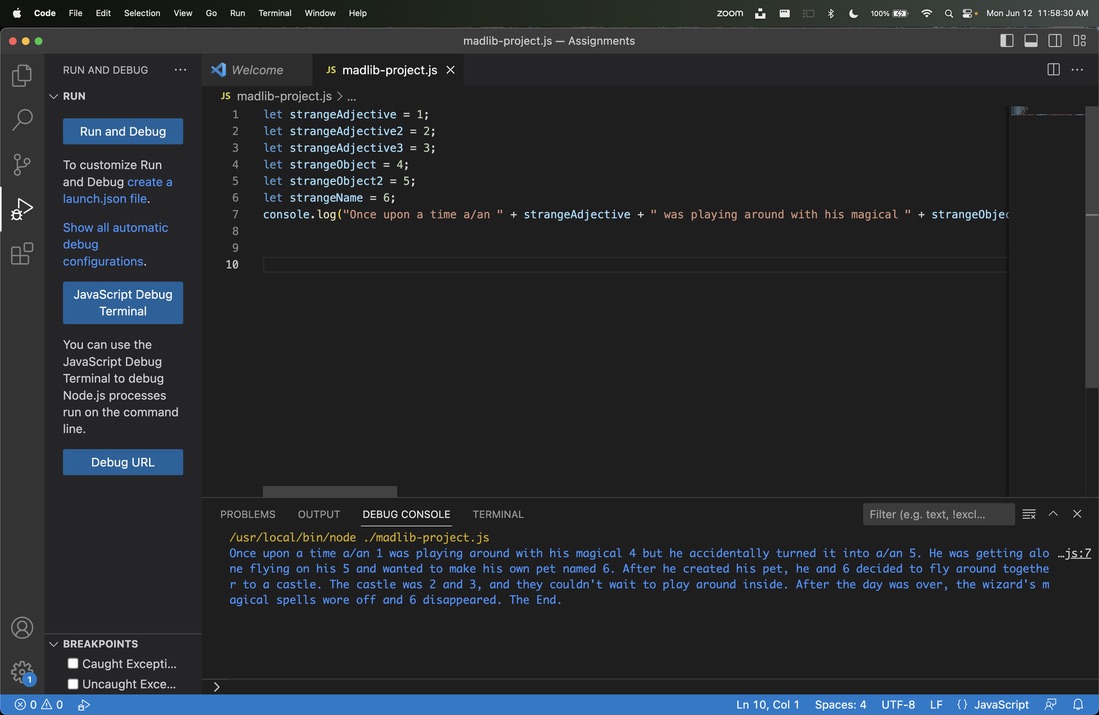 Code File Edit Selection View Go Run Terminal Window Help zoom 100% Mon Jun 12 11:58:30 AM
madlib-project.js — Assignments
RUN AND DEBUG ...
Welcome
JS madlib-project.js
RUN
JS madlib-project.js > ...
Run and Debug
To customize Run
and Debug create a
launch.json file.
Show all automatic
debug
configurations.
JavaScript Debug
Terminal
You can use the
JavaScript Debug
Terminal to debug
Node.js processes
run on the command
line.
Debug URL
1 let strangeAdjective = 1;
2 let strangeAdjective2 = 2;
3 let strangeAdjective3 = 3;
4 let strangeObject = 4;
5 let strangeObject2 = 5;
6 let strangeName = 6;
7 console.log("Once upon a time a/an " + strangeAdjective + " was playing around with his magical " + strangeObjec
8
9
10
PROBLEMS OUTPUT DEBUG CONSOLE TERMINAL Filter (e.g. text, !excl...
/usr/local/bin/node ./madlib-project.js
Once upon a time a/an 1 was playing around with his magical 4 but he accidentally turned it into a/an 5. He was getting alo …js:7
ne flying on his 5 and wanted to make his own pet named 6. After he created his pet, he and 6 decided to fly around togethe
r to a castle. The castle was 2 and 3, and they couldn't wait to play around inside. After the day was over, the wizard's m
agical spells wore off and 6 disappeared. The End.
>
BREAKPOINTS
Caught Excepti...
Uncaught Exce...
1
0 0 Ln 10, Col 1 Spaces: 4 UTF-8 LF {} JavaScript